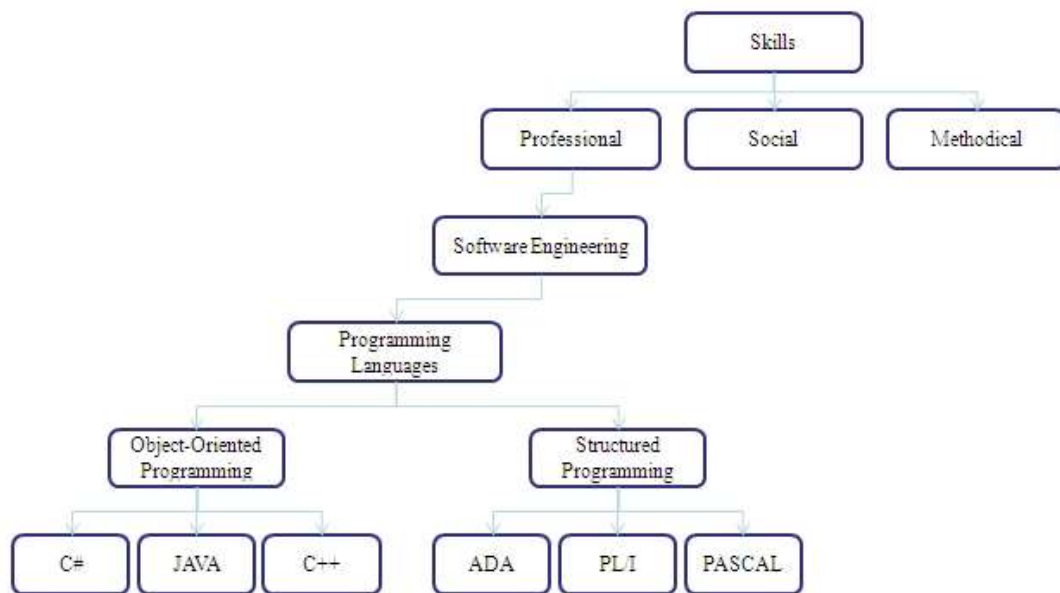 Skills
Professional
Social
Methodical
Software Engineering
Programming
Languages
Object-Oriented
Programming
Structured
Programming
C#
JAVA
C++
ADA
PL/I
PASCAL